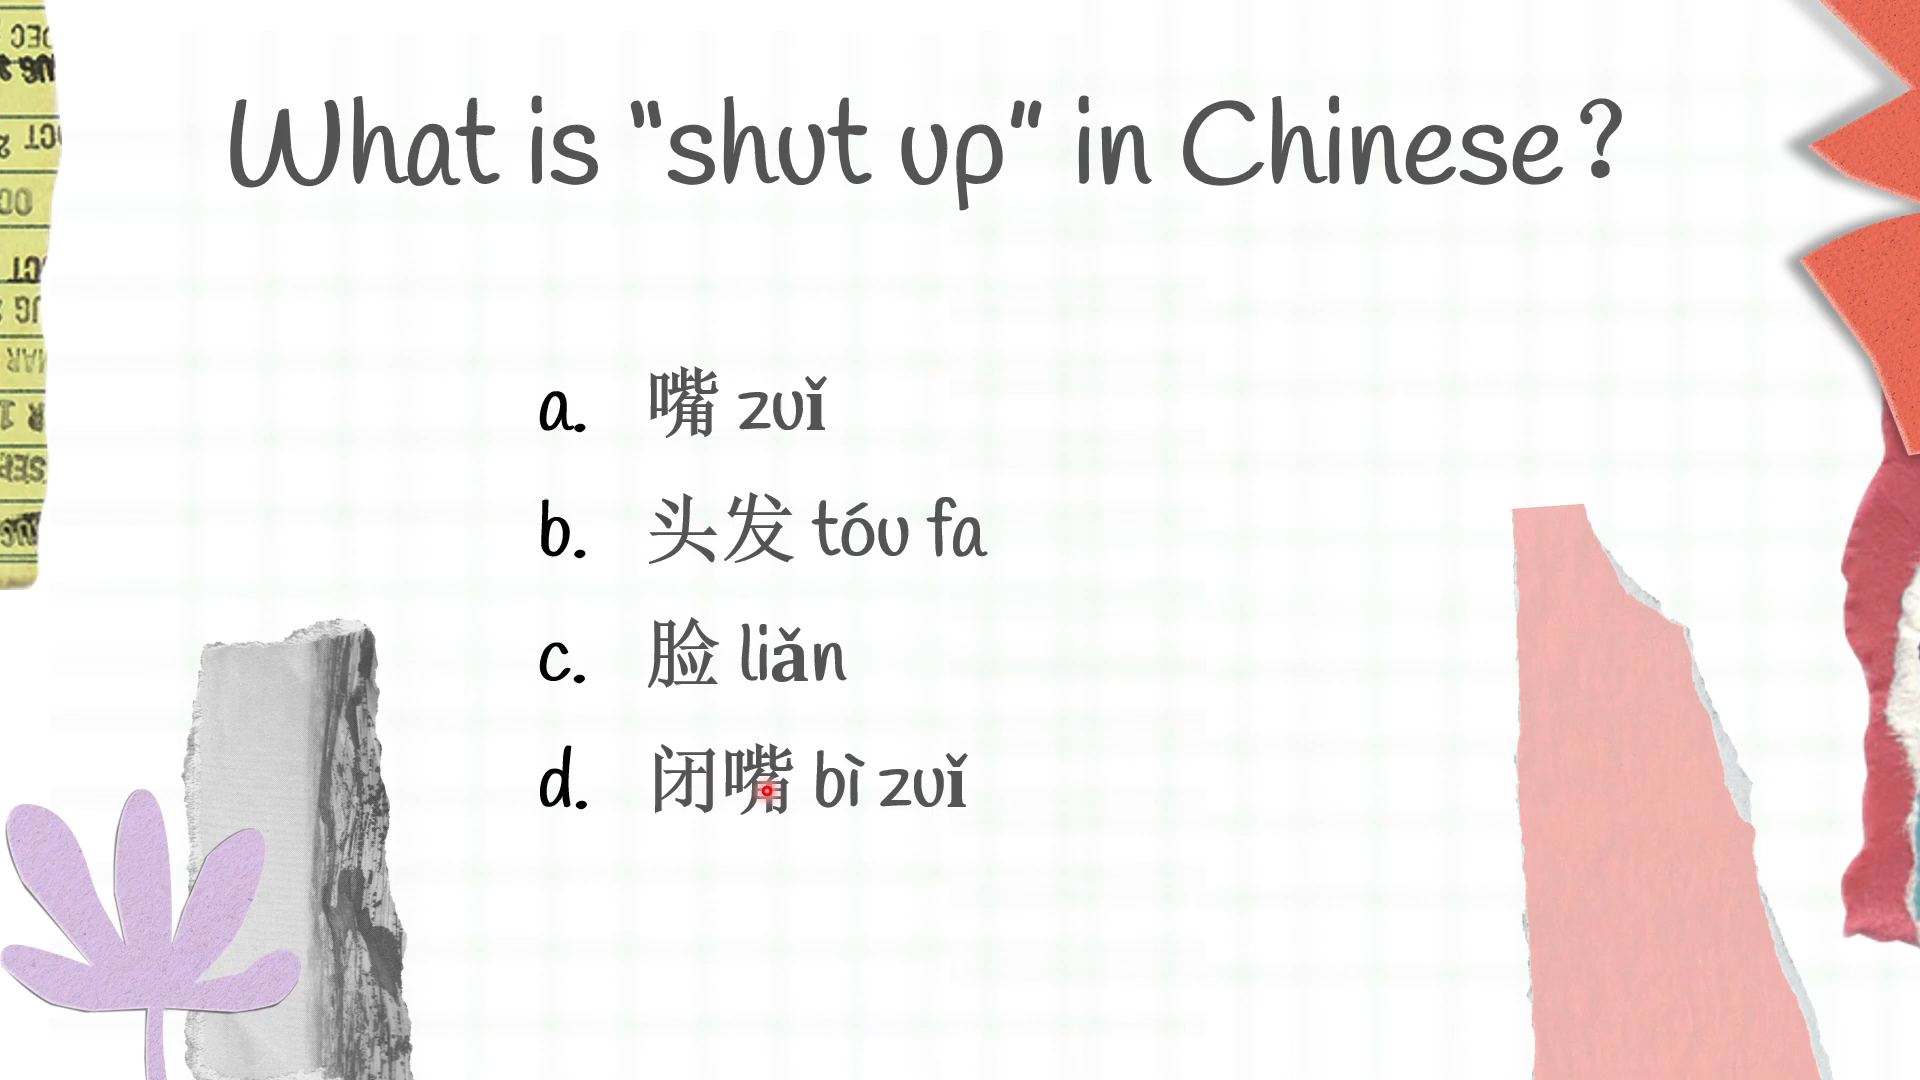 What is "shut up" in Chinese?
a. 嘴 zuǐ
b. 头发 tóu fa
c. 脸 liǎn
d. 闭嘴 bì zuǐ